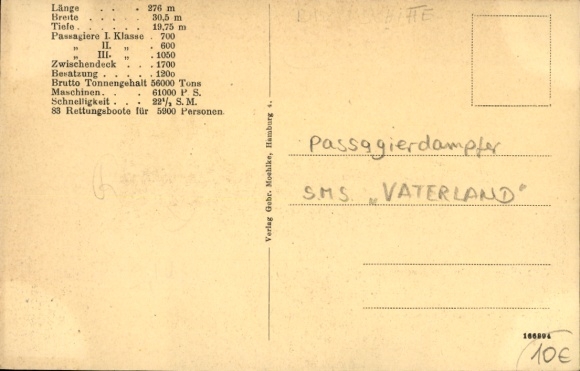 Länge . . . 276 m
Breite . . . . 30,5 m
Tiefe . . . . . . 19,75 m
Passagiere I. Klasse . 700
„ II. „ . 600
„ III. „ . 1050
Zwischendeck . . . 1700
Besatzung . . . . . 1200
Brutto Tonnengehalt 56000 Tons
Maschinen . . . 61000 P. S.
Schnelligkeit . . . 22½ S. M.
83 Rettungsboote für 5900 Personen
Verlag Gebr. Moehlke, Hamburg 4.
Passagierdampfer
S.M.S. „VATERLAND"
166994
10€